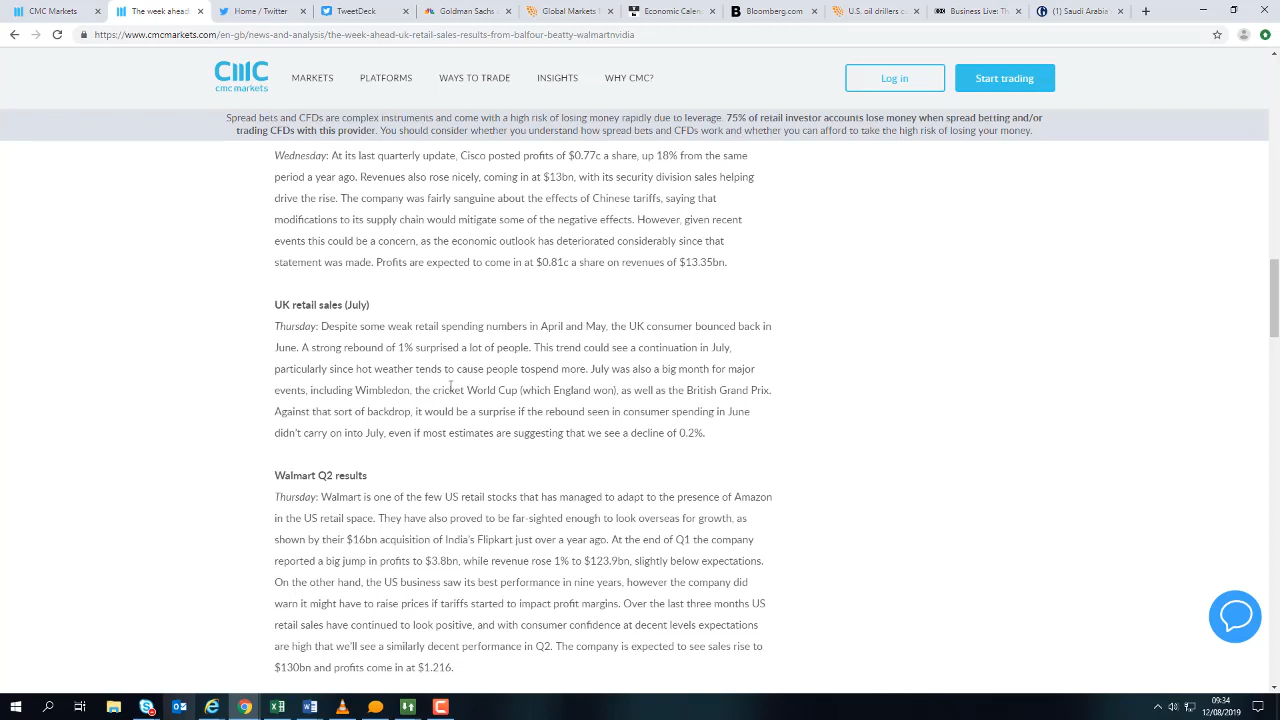 CMC Markets
The week ahead
Home / Twitter
TweetDeck
Goldman Sachs
Global Markets
Economic Calen
Bloomberg.com
U.S. oil drillers c
Business Live: Th
(1) Saudi Arabia
https://www.cmcmarkets.com/en-gb/news-and-analysis/the-week-ahead-uk-retail-sales-results-from-balfour-beatty-walmartnvidia
cmc
cmc markets
MARKETS
PLATFORMS
WAYS TO TRADE
INSIGHTS
WHY CMC?
Log in
Start trading
Spread bets and CFDs are complex instruments and come with a high risk of losing money rapidly due to leverage. 75% of retail investor accounts lose money when spread betting and/or
trading CFDs with this provider. You should consider whether you understand how spread bets and CFDs work and whether you can afford to take the high risk of losing your money.
Wednesday: At its last quarterly update, Cisco posted profits of $0.77c a share, up 18% from the same
period a year ago. Revenues also rose nicely, coming in at $13bn, with its security division sales helping
drive the rise. The company was fairly sanguine about the effects of Chinese tariffs, saying that
modifications to its supply chain would mitigate some of the negative effects. However, given recent
events this could be a concern, as the economic outlook has deteriorated considerably since that
statement was made. Profits are expected to come in at $0.81c a share on revenues of $13.35bn.
UK retail sales (July)
Thursday: Despite some weak retail spending numbers in April and May, the UK consumer bounced back in
June. A strong rebound of 1% surprised a lot of people. This trend could see a continuation in July,
particularly since hot weather tends to cause people tospend more. July was also a big month for major
events, including Wimbledon, the cricket World Cup (which England won), as well as the British Grand Prix.
Against that sort of backdrop, it would be a surprise if the rebound seen in consumer spending in June
didn't carry on into July, even if most estimates are suggesting that we see a decline of 0.2%.
Walmart Q2 results
Thursday: Walmart is one of the few US retail stocks that has managed to adapt to the presence of Amazon
in the US retail space. They have also proved to be far-sighted enough to look overseas for growth, as
shown by their $16bn acquisition of India's Flipkart just over a year ago. At the end of Q1 the company
reported a big jump in profits to $3.8bn, while revenue rose 1% to $123.9bn, slightly below expectations.
On the other hand, the US business saw its best performance in nine years, however the company did
warn it might have to raise prices if tariffs started to impact profit margins. Over the last three months US
retail sales have continued to look positive, and with consumer confidence at decent levels expectations
are high that we'll see a similarly decent performance in Q2. The company is expected to see sales rise to
$130bn and profits come in at $1.216.
09:34
12/08/2019